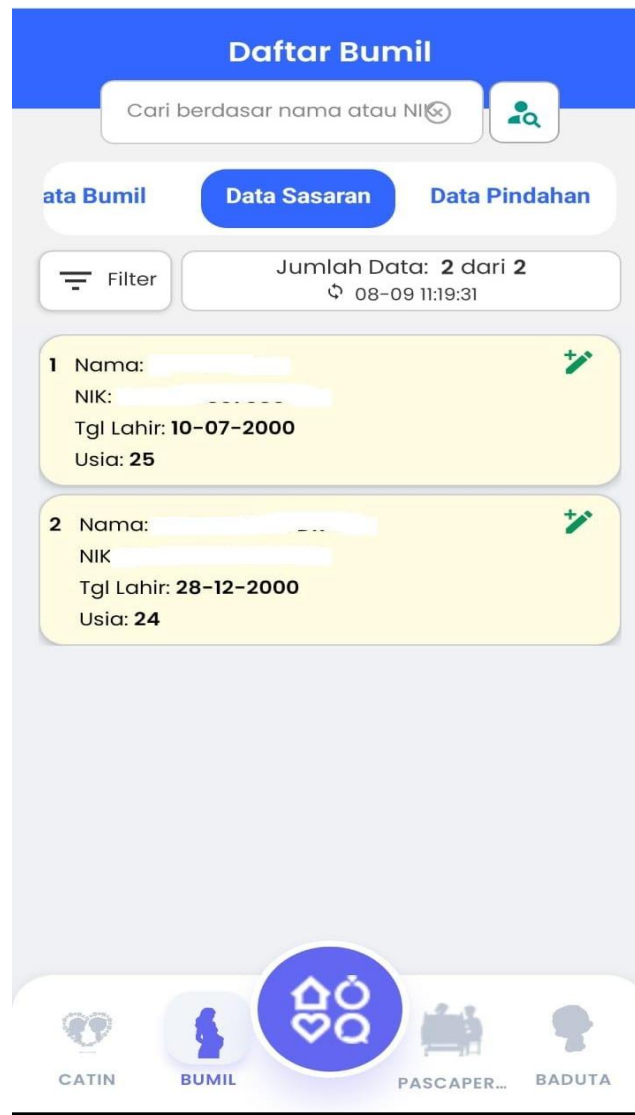 Daftar Bumil
Cari berdasar nama atau NIK
ata Bumil Data Sasaran Data Pindahan
Filter
Jumlah Data: 2 dari 2
08-09 11:19:31
1 Nama:
NIK:
Tgl Lahir: 10-07-2000
Usia: 25
2 Nama:
NIK
Tgl Lahir: 28-12-2000
Usia: 24
CATIN BUMIL PASCAPER... BADUTA